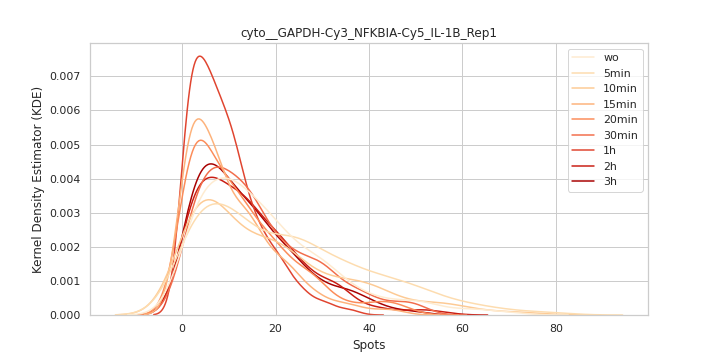 cyto__GAPDH-Cy3_NFKBIA-Cy5_IL-1B_Rep1
Kernel Density Estimator (KDE)
0.007
0.006
0.005
0.004
0.003
0.002
0.001
0.000
wo
5min
10min
15min
20min
30min
1h
2h
3h
0 20 40 60 80
Spots